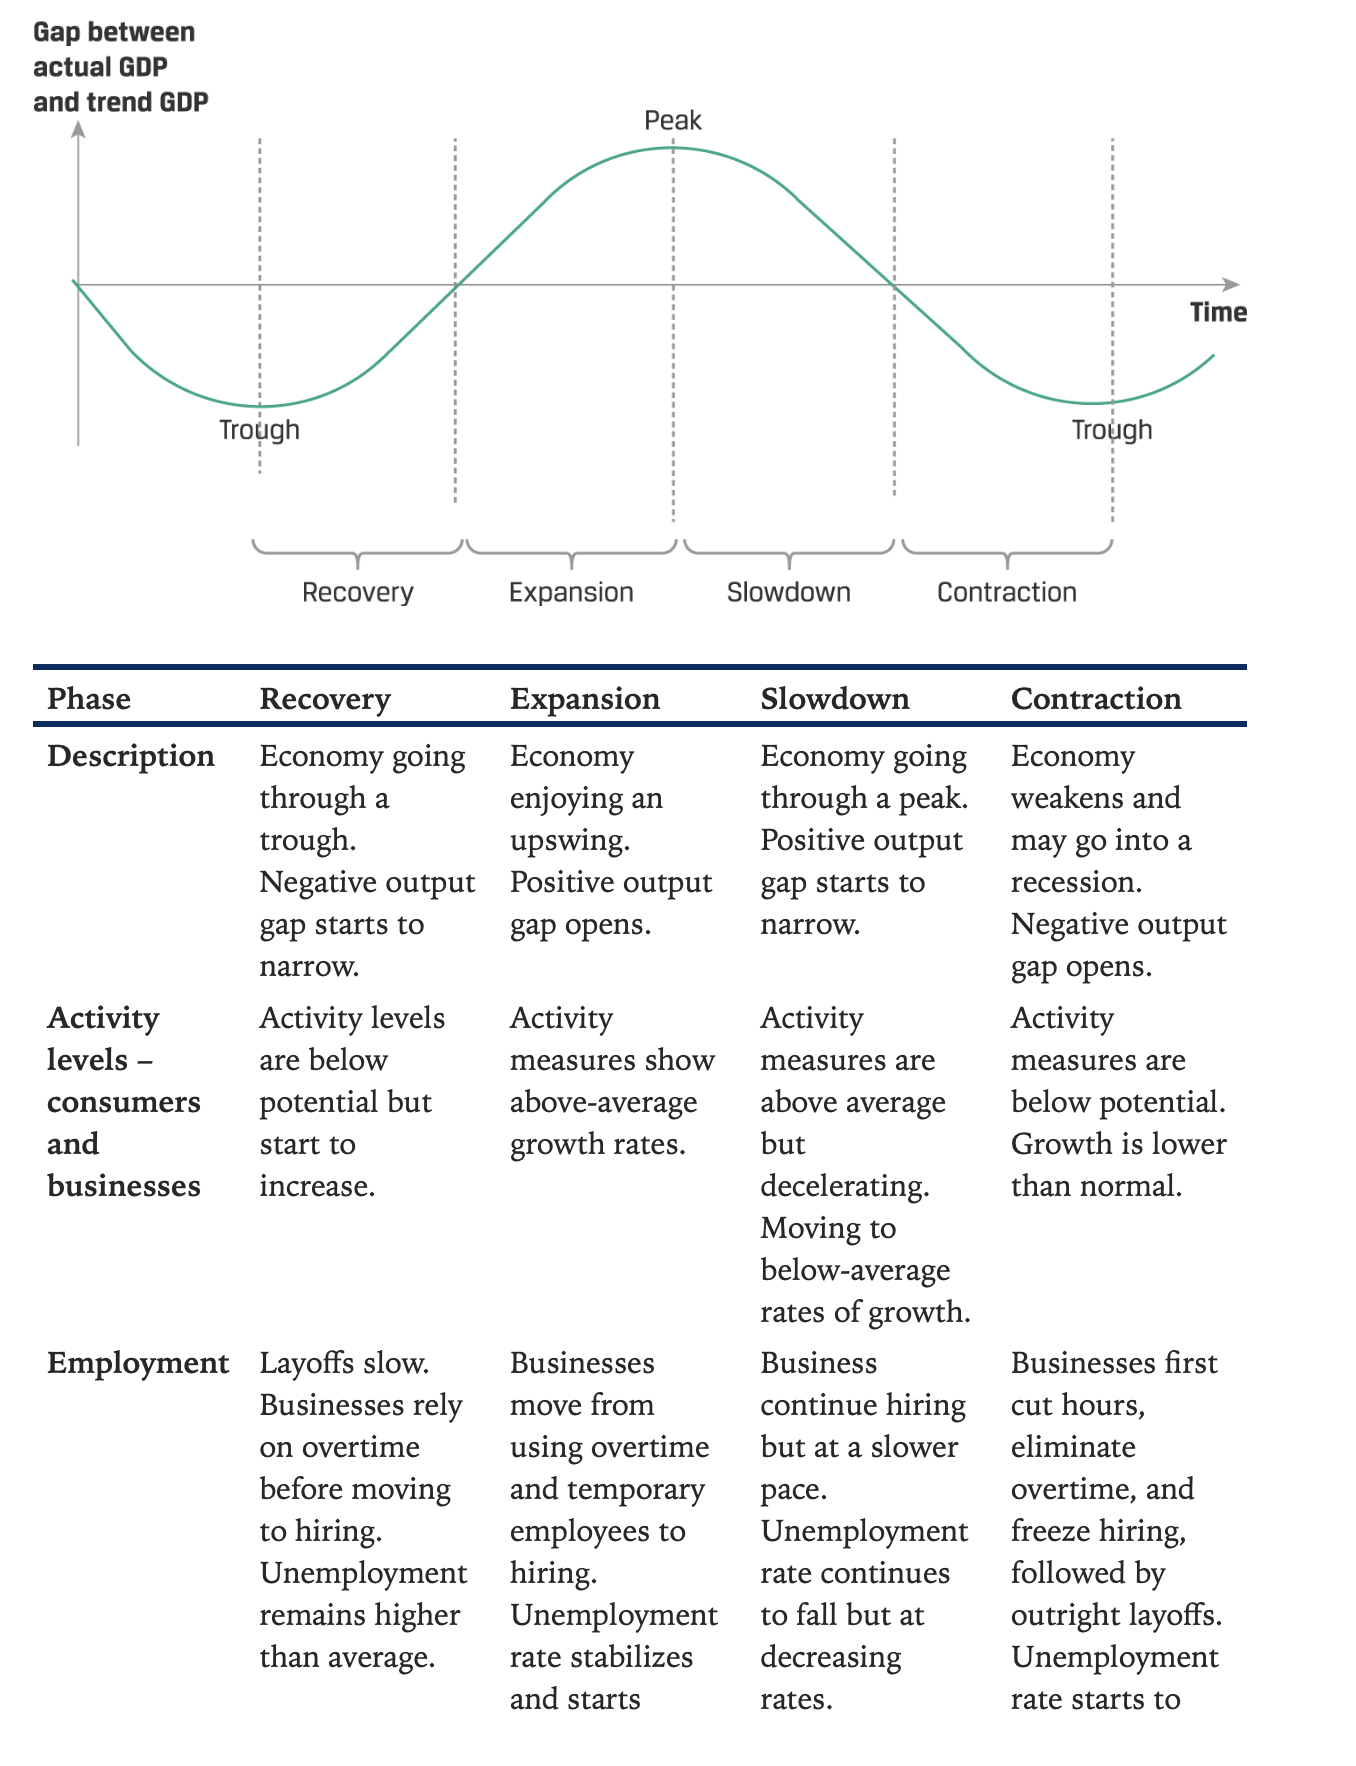 Gap between
actual GDP
and trend GDP
Peak
Time
Trough
Trough
Recovery
Expansion
Slowdown
Contraction
Phase
Recovery
Expansion
Slowdown
Contraction
Description
Economy going
through a
trough.
Negative output
gap starts to
narrow.
Economy
enjoying an
upswing.
Positive output
gap opens.
Economy going
through a peak.
Positive output
gap starts to
narrow.
Economy
weakens and
may go into a
recession.
Negative output
gap opens.
Activity
levels –
consumers
and
businesses
Activity levels
are below
potential but
start to
increase.
Activity
measures show
above-average
growth rates.
Activity
measures are
above average
but
decelerating.
Moving to
below-average
rates of growth.
Activity
measures are
below potential.
Growth is lower
than normal.
Employment
Layoffs slow.
Businesses rely
on overtime
before moving
to hiring.
Unemployment
remains higher
than average.
Businesses
move from
using overtime
and temporary
employees to
hiring.
Unemployment
rate stabilizes
and starts
Business
continue hiring
but at a slower
pace.
Unemployment
rate continues
to fall but at
decreasing
rates.
Businesses first
cut hours,
eliminate
overtime, and
freeze hiring,
followed by
outright layoffs.
Unemployment
rate starts to